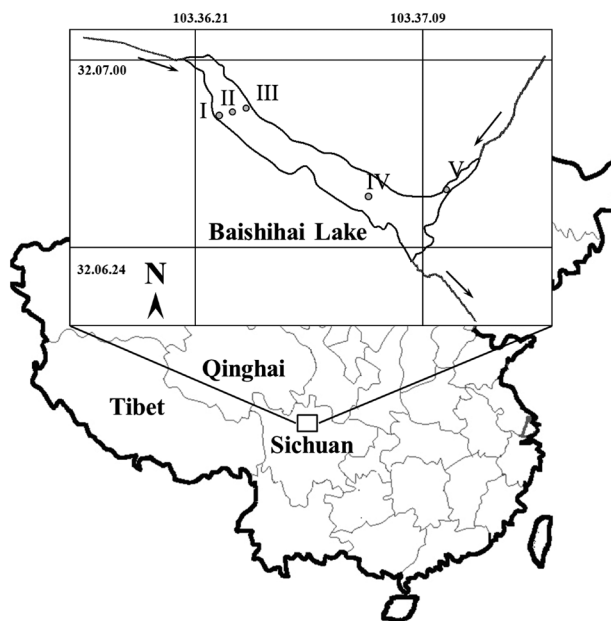 103.36.21
103.37.09
32.07.00
I
II
III
IV
V
Baishihai Lake
32.06.24
N
Qinghai
Tibet
Sichuan